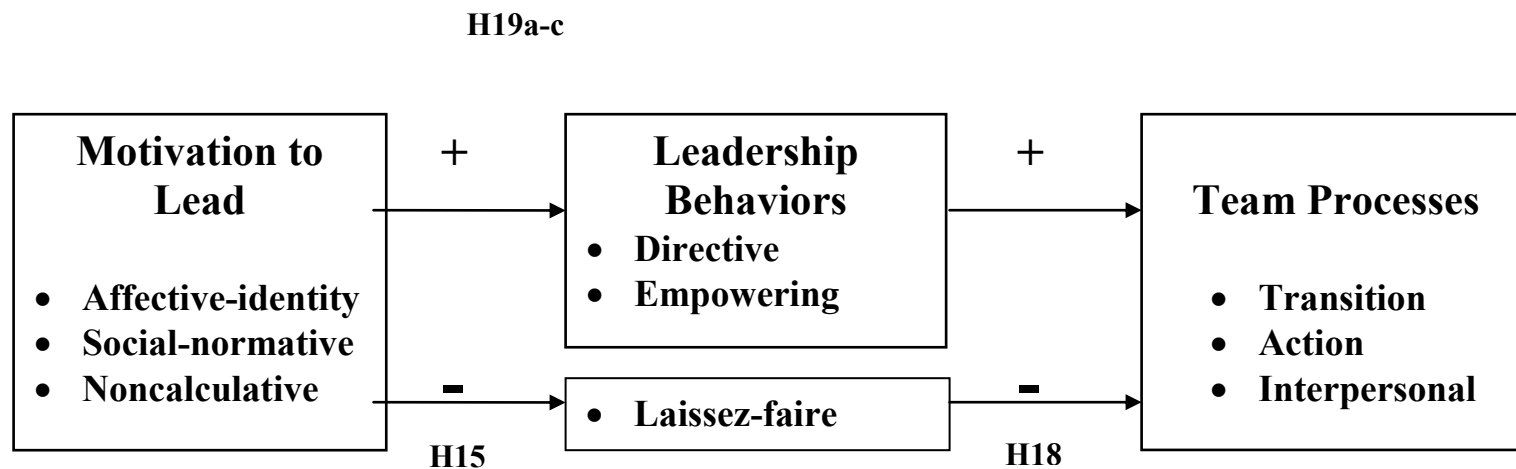 H19a-c
Motivation to
Lead
• Affective-identity
• Social-normative
• Noncalculative
+
-
H15
Leadership
Behaviors
• Directive
• Empowering
• Laissez-faire
+
-
H18
Team Processes
• Transition
• Action
• Interpersonal